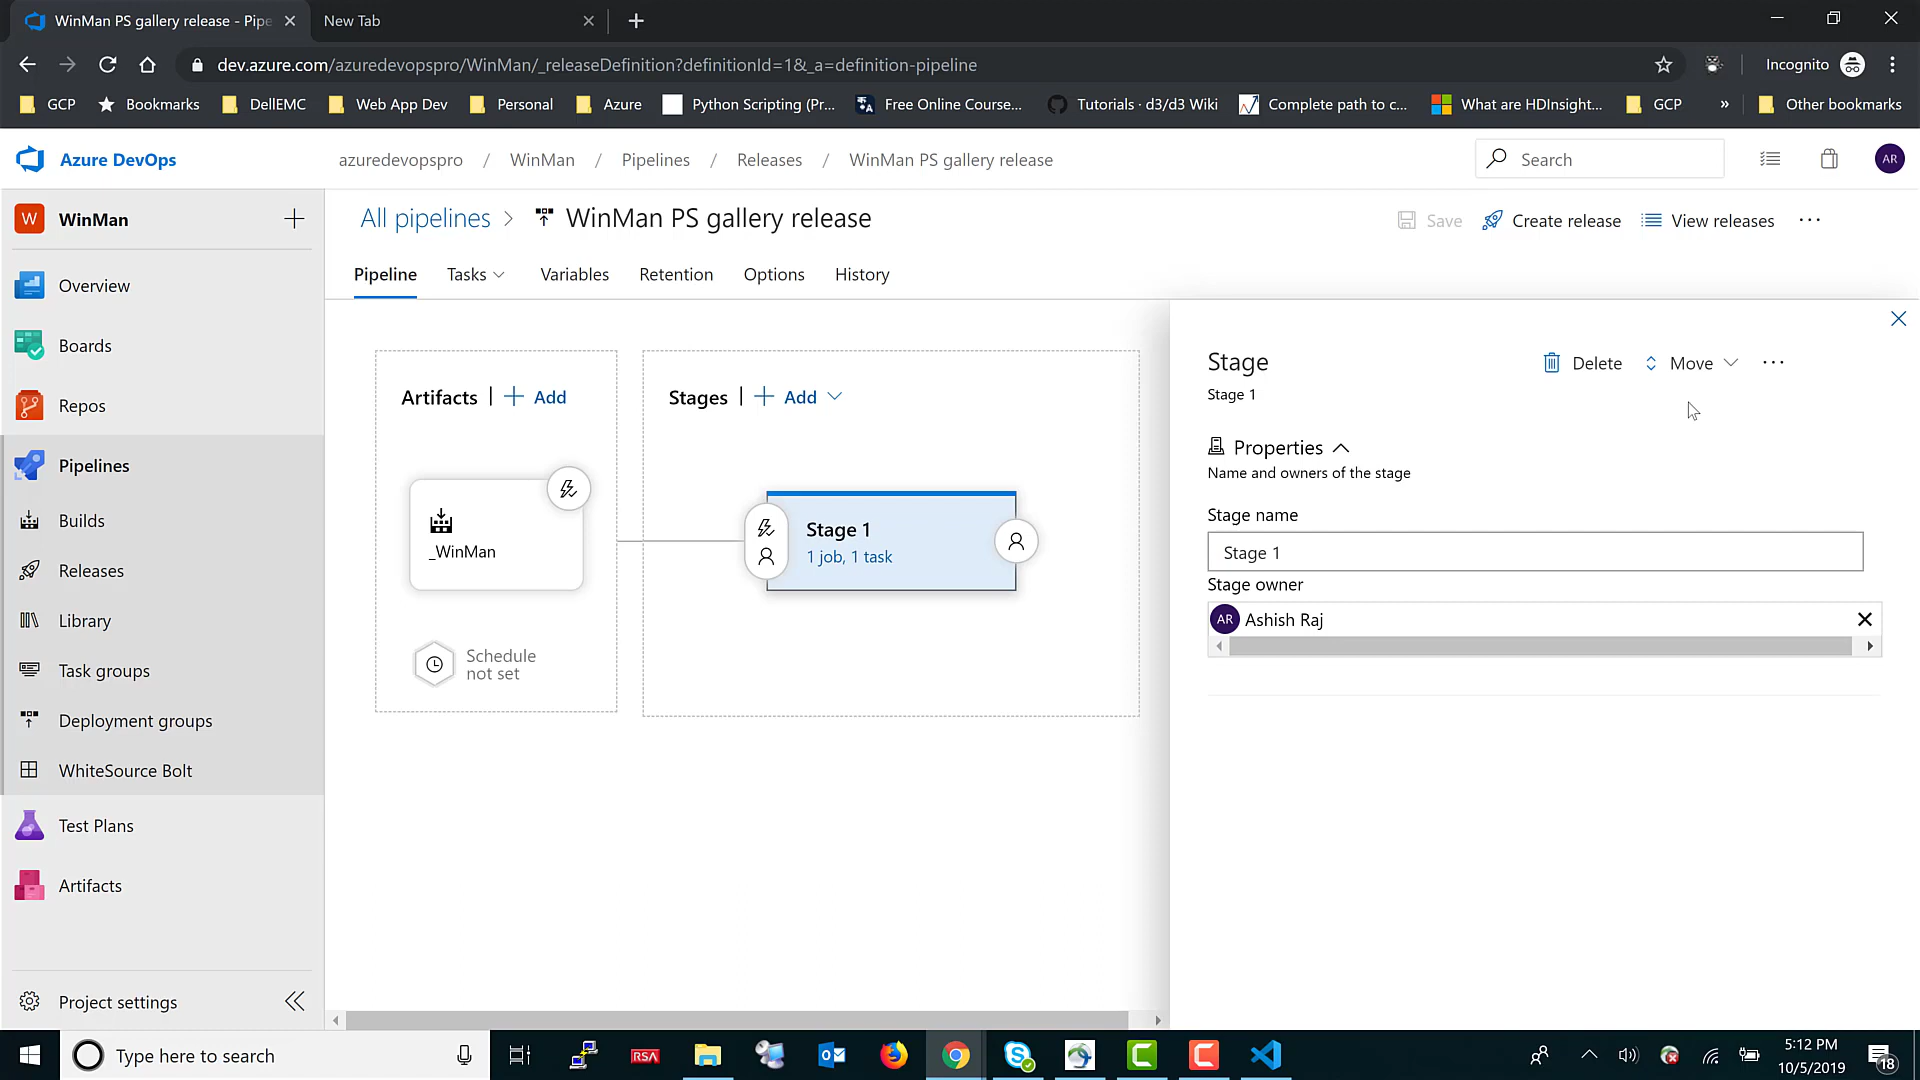 WinMan PS gallery release - Pipe
New Tab
dev.azure.com/azuredevopspro/WinMan/_releaseDefinition?definitionId=1&_a=definition-pipeline
Incognito
GCP
Bookmarks
DellEMC
Web App Dev
Personal
Azure
Python Scripting (Pr...
Free Online Course...
Tutorials · d3/d3 Wiki
Complete path to c...
What are HDInsight...
GCP
»
Other bookmarks
Azure DevOps
azuredevopspro / WinMan / Pipelines / Releases / WinMan PS gallery release
Search
AR
W WinMan
All pipelines > WinMan PS gallery release
Save
Create release
View releases
Overview
Boards
Repos
Pipelines
Builds
Releases
Library
Task groups
Deployment groups
WhiteSource Bolt
Test Plans
Artifacts
Project settings
Pipeline
Tasks
Variables
Retention
Options
History
Artifacts | + Add
_WinMan
Schedule
not set
Stages | + Add
Stage 1
1 job, 1 task
Stage
Stage 1
Delete
Move
Properties
Name and owners of the stage
Stage name
Stage 1
Stage owner
AR Ashish Raj
Type here to search
RSA
5:12 PM
10/5/2019
18